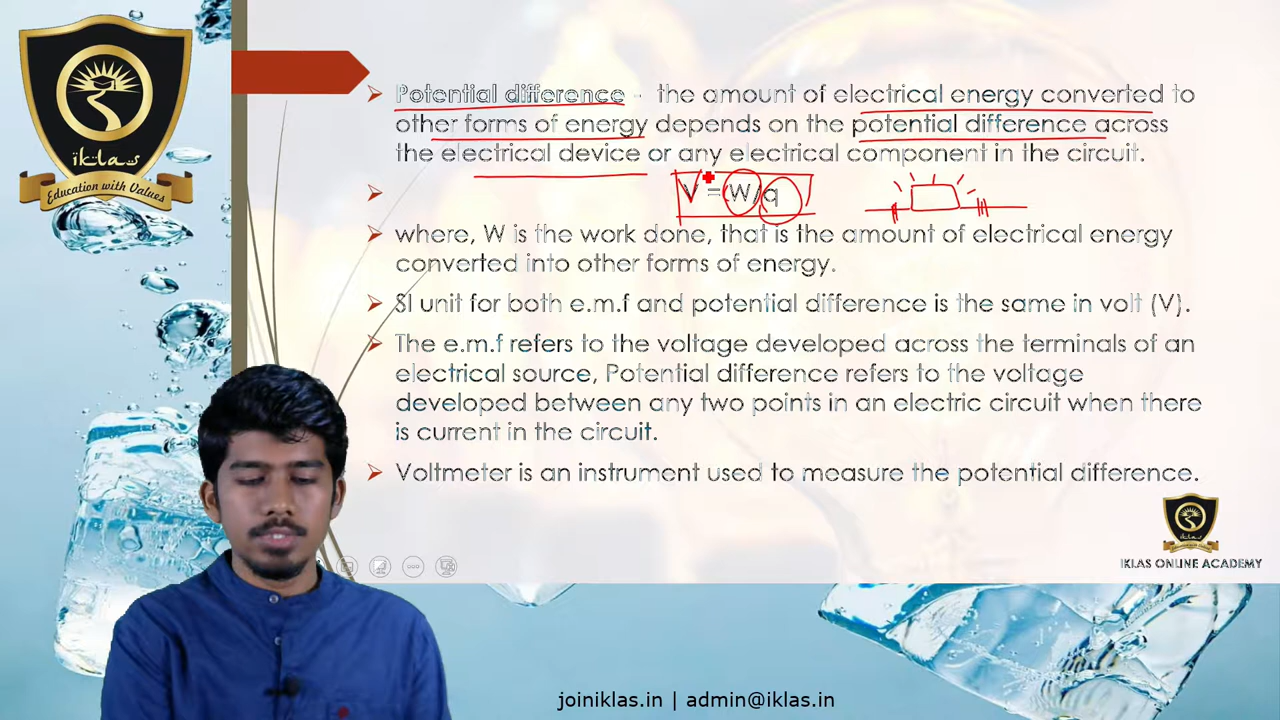 iklas
Education with Values
Potential difference - the amount of electrical energy converted to
other forms of energy depends on the potential difference across
the electrical device or any electrical component in the circuit.
V = W/q
where, W is the work done, that is the amount of electrical energy
converted into other forms of energy.
SI unit for both e.m.f and potential difference is the same in volt (V).
The e.m.f refers to the voltage developed across the terminals of an
electrical source, Potential difference refers to the voltage
developed between any two points in an electric circuit when there
is current in the circuit.
Voltmeter is an instrument used to measure the potential difference.
IKLAS ONLINE ACADEMY
joiniklas.in | admin@iklas.in